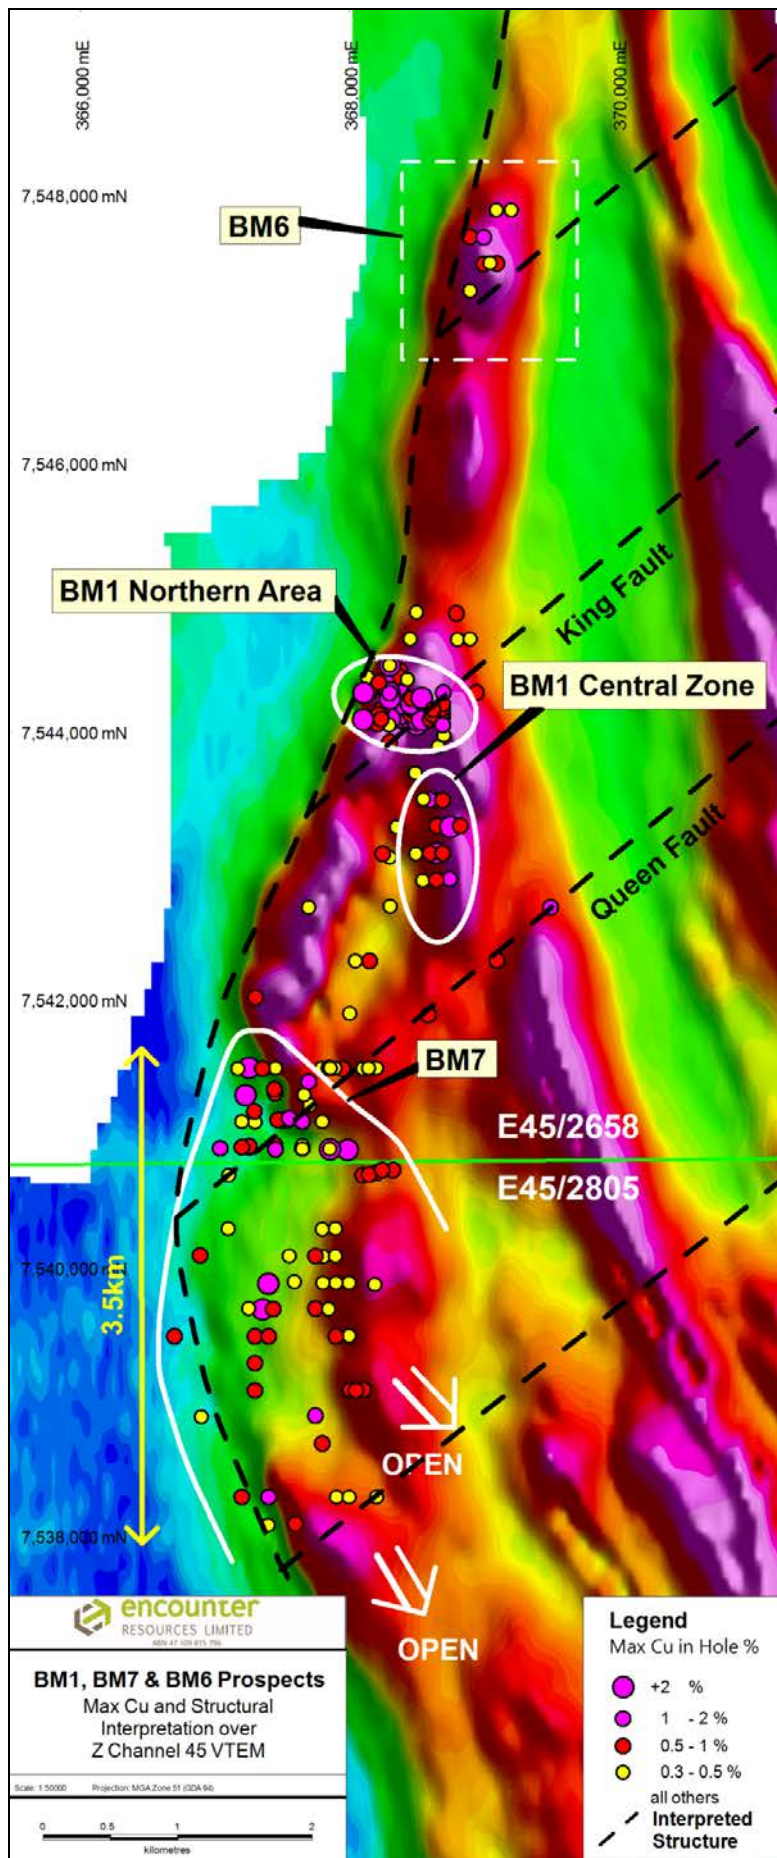 366,000 mE
368,000 mE
370,000 mE
7,548,000 mN
BM6
7,546,000 mN
King Fault
BM1 Northern Area
BM1 Central Zone
7,544,000 mN
Queen Fault
7,542,000 mN
BM7
E45/2658
E45/2805
7,540,000 mN
3.5km
OPEN
7,538,000 mN
OPEN
encounter
RESOURCES LIMITED
BM1, BM7 & BM6 Prospects
Max Cu and Structural
Interpretation over
Z Channel 45 VTEM
Scale: 1:50000 Projection: MGA Zone 51 (GDA 94)
0 0.5 1 2
kilometres
Legend
Max Cu in Hole %
+2 %
1 - 2 %
0.5 - 1 %
0.3 - 0.5 %
all others
Interpreted
Structure